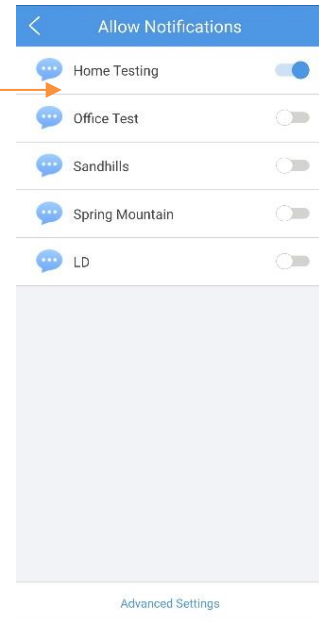 Allow Notifications
Home Testing
Office Test
Sandhills
Spring Mountain
LD
Advanced Settings